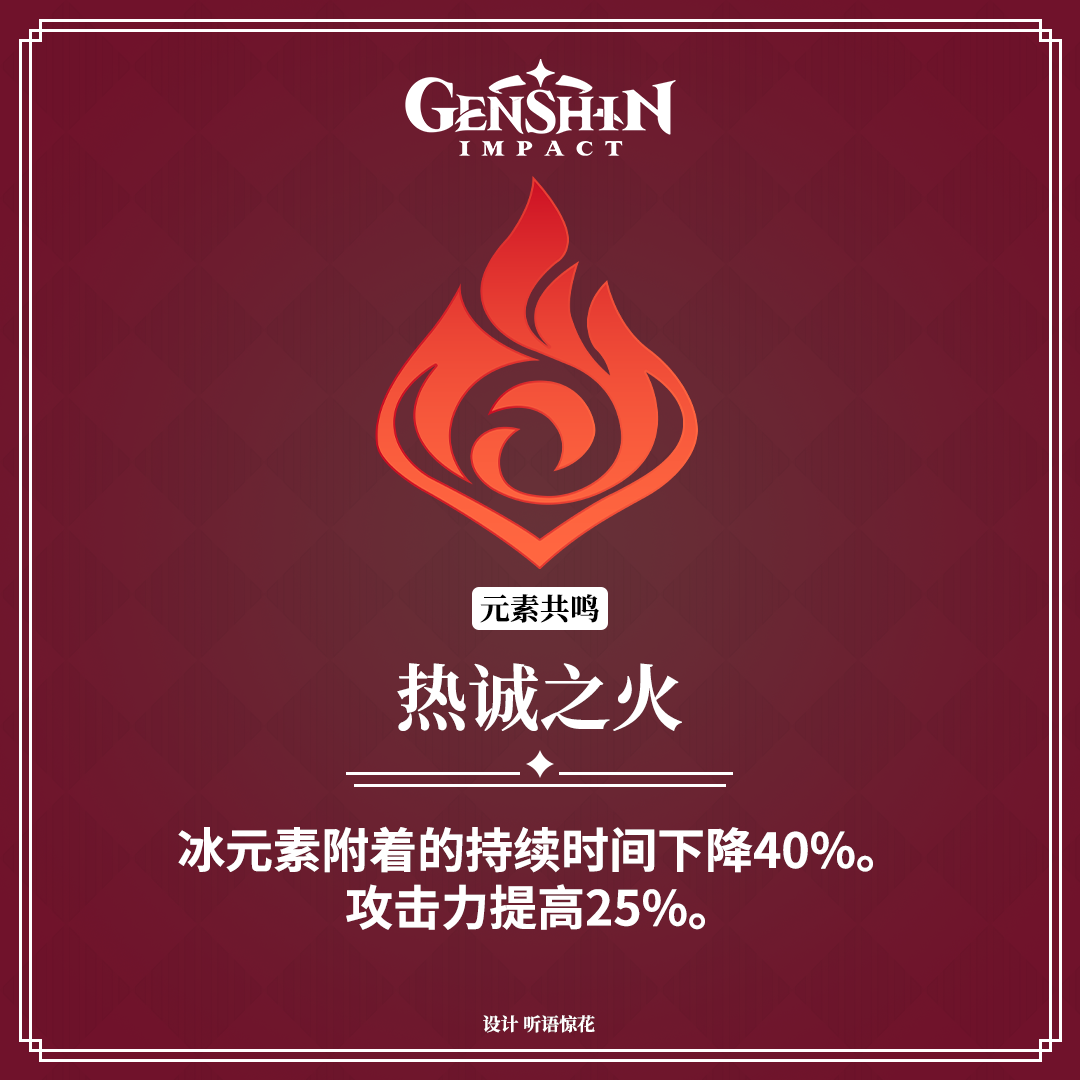 GENSHIN
IMPACT
元素共鸣
热诚之火
冰元素附着的持续时间下降40%。
攻击力提高25%。
设计 听语惊花